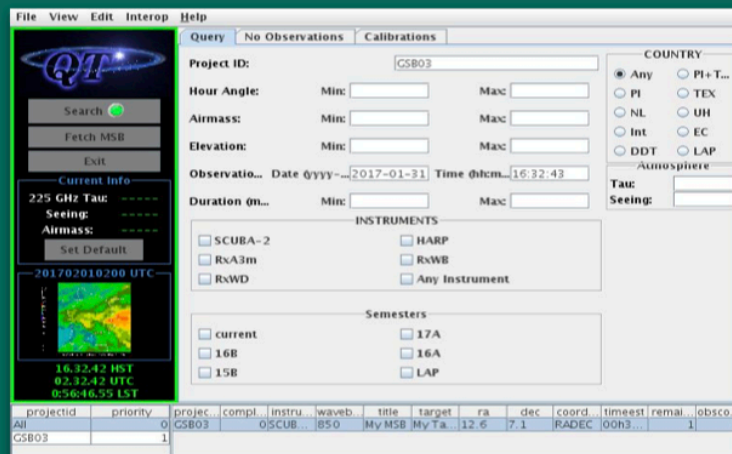 File View Edit Interop Help
QT
Search
Fetch MSB
Exit
Current Info
225 GHz Tau: -----
Seeing: -----
Airmass: -----
Set Default
201702010200 UTC
16.32.42 HST
02.32.42 UTC
0:56:46.55 LST
Query No Observations Calibrations
Project ID: GSB03
Hour Angle: Min: Max:
Airmass: Min: Max:
Elevation: Min: Max:
Observatio... Date (yyyy-... 2017-01-31 Time (hh:m... 16:32:43
Duration (m... Min: Max:
INSTRUMENTS
SCUBA-2 HARP
RxA3m RxWB
RxWD Any Instrument
Semesters
current 17A
16B 16A
15B LAP
COUNTRY
Any PI+T...
PI TEX
NL UH
Int EC
DDT LAP
Atmosphere
Tau:
Seeing:
projectid priority
All 0
GSB03 1
projec... compl... instru... waveb... title target ra dec coord... timeest remai... obsco...
GSB03 0 SCUB... 850 My MSB My Ta... 12.6 7.1 RADEC 00h3... 1